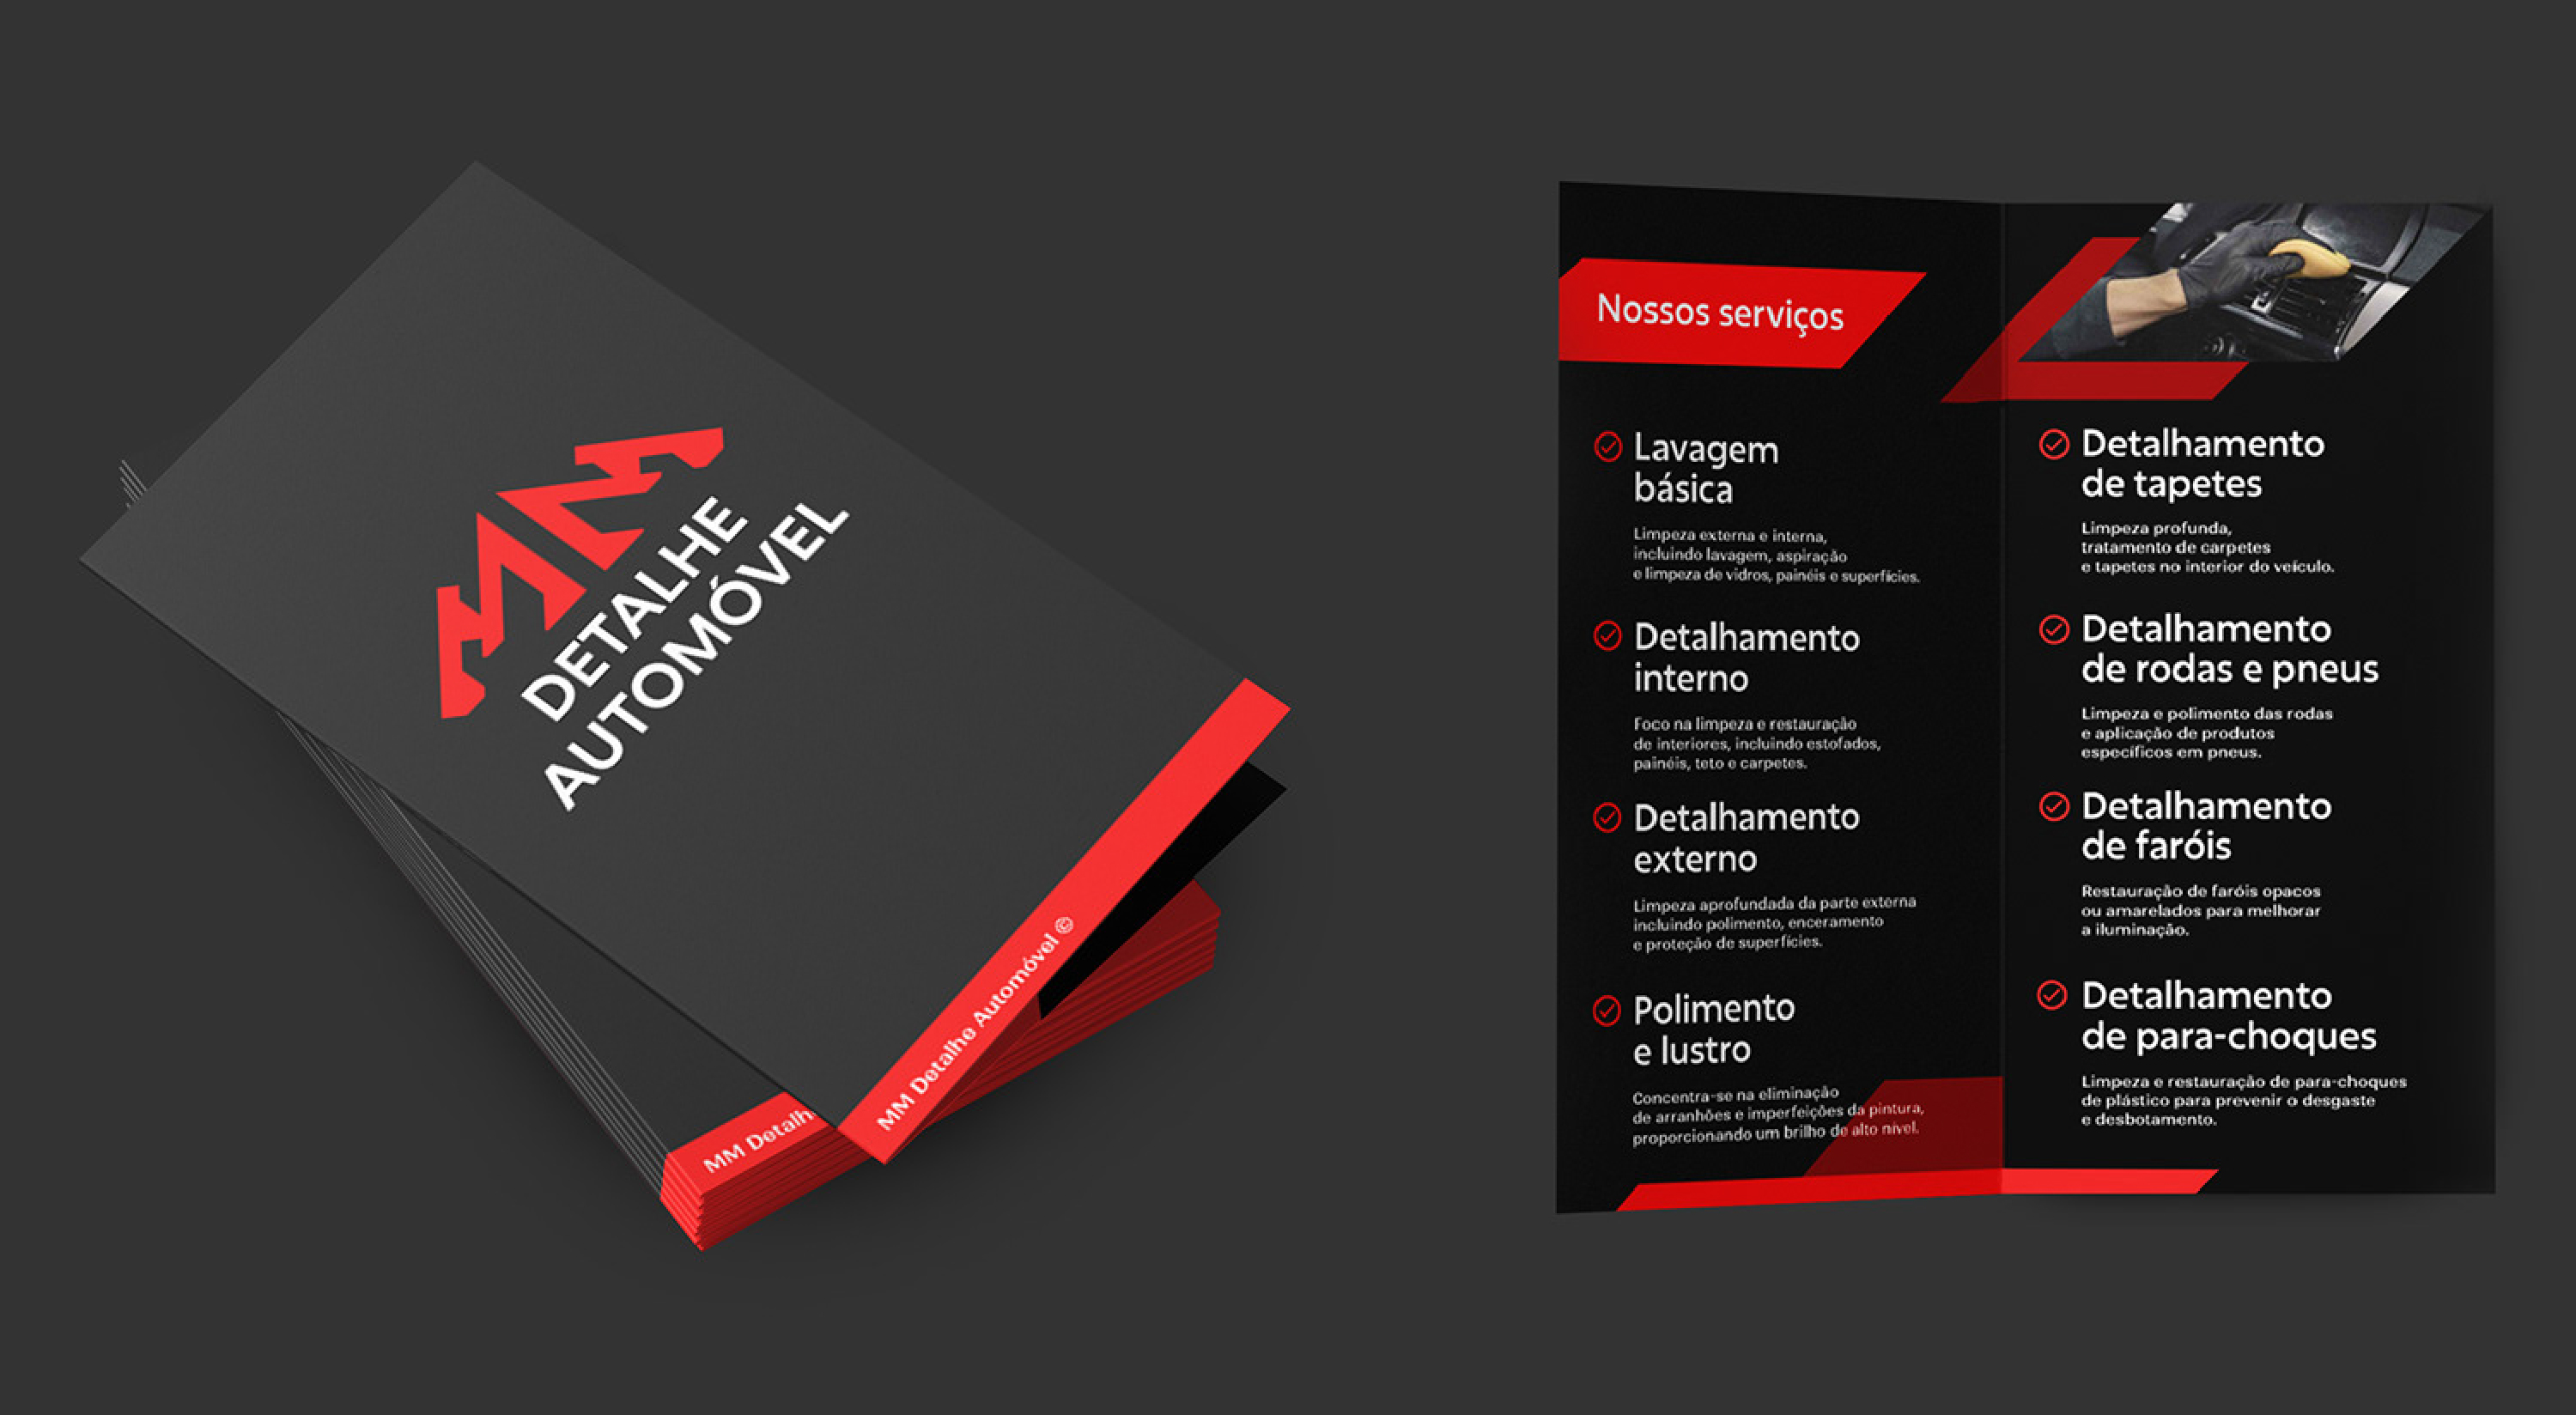 MM
DETALHE
AUTOMÓVEL
MM Detalhe Automóvel ©
MM Detalh
Nossos serviços
Lavagem
básica
Limpeza externa e interna,
incluindo lavagem, aspiração
e limpeza de vidros, painéis e superfícies.
Detalhamento
interno
Foco na limpeza e restauração
de interiores, incluindo estofados,
painéis, teto e carpetes.
Detalhamento
externo
Limpeza aprofundada da parte externa
incluindo polimento, enceramento
e proteção de superfícies.
Polimento
e lustro
Concentra-se na eliminação
de arranhões e imperfeições da pintura,
proporcionando um brilho de alto nível.
Detalhamento
de tapetes
Limpeza profunda,
tratamento de carpetes
e tapetes no interior do veículo.
Detalhamento
de rodas e pneus
Limpeza e polimento das rodas
e aplicação de produtos
específicos em pneus.
Detalhamento
de faróis
Restauração de faróis opacos
ou amarelados para melhorar
a iluminação.
Detalhamento
de para-choques
Limpeza e restauração de para-choques
de plástico para prevenir o desgaste
e desbotamento.